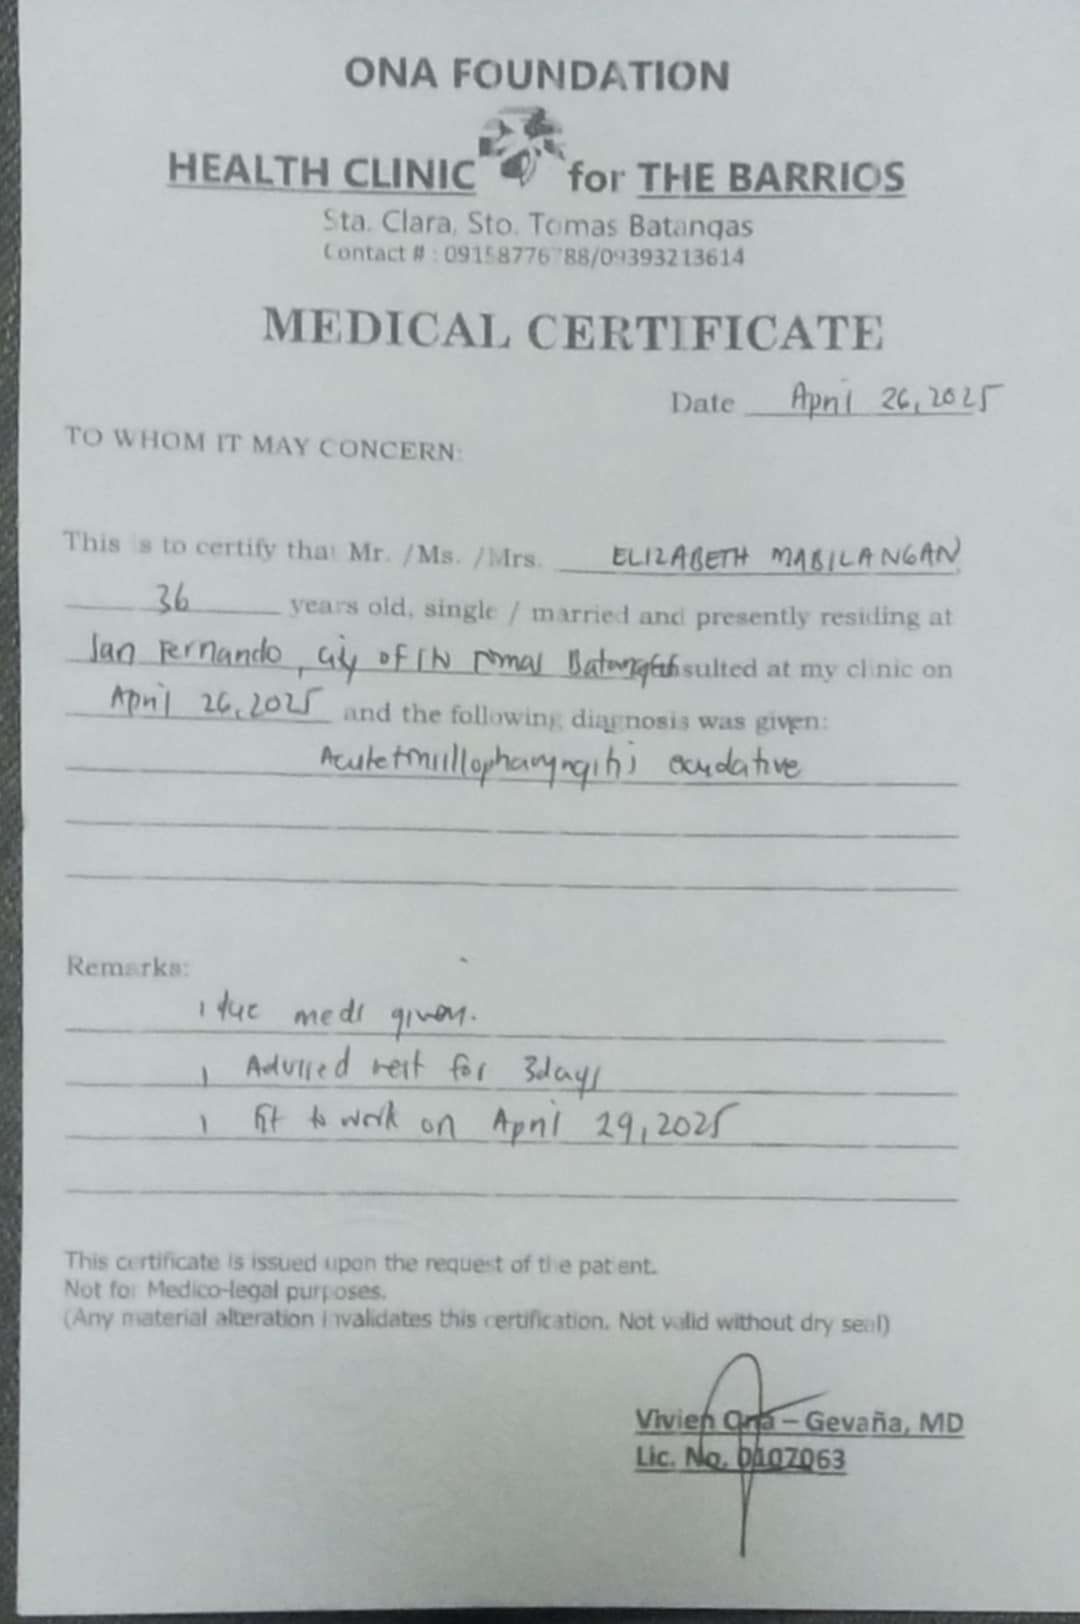 ONA FOUNDATION
HEALTH CLINIC for THE BARRIOS
Sta. Clara, Sto. Tomas Batangas
Contact # : 09158776788/09393213614
MEDICAL CERTIFICATE
Date April 26, 2025
TO WHOM IT MAY CONCERN:
This is to certify that Mr. /Ms. /Mrs. ELIZABETH MABILANGAN
36 years old, single / married and presently residing at
San Fernando, City of Sto Tomas Batangas consulted at my clinic on
April 26, 2025 and the following diagnosis was given:
Acute tonsillopharyngitis exudative
Remarks:
due meds given.
Advised rest for 3days
fit to work on April 29, 2025
This certificate is issued upon the request of the patient.
Not for Medico-legal purposes.
(Any material alteration invalidates this certification. Not valid without dry seal)
Vivien Ona – Gevaña, MD
Lic. No. 0107063